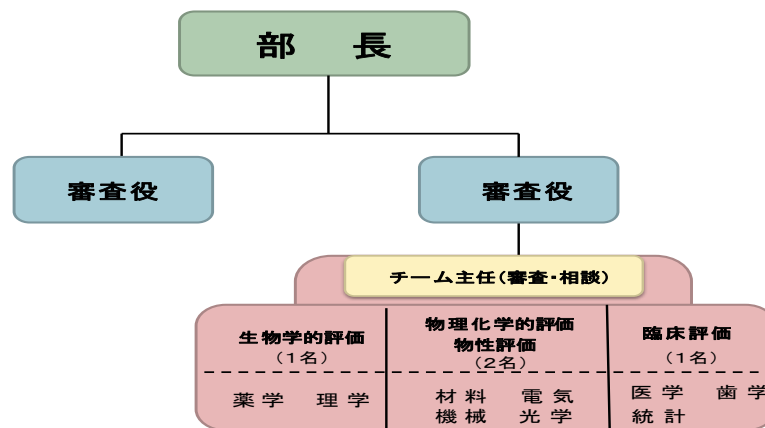 部 長
審査役
審査役
チーム主任(審査・相談)
生物学的評価
(1名)
薬学 理学
物理化学的評価
物性評価
(2名)
材料 電気
機械 光学
臨床評価
(1名)
医学 歯学
統計